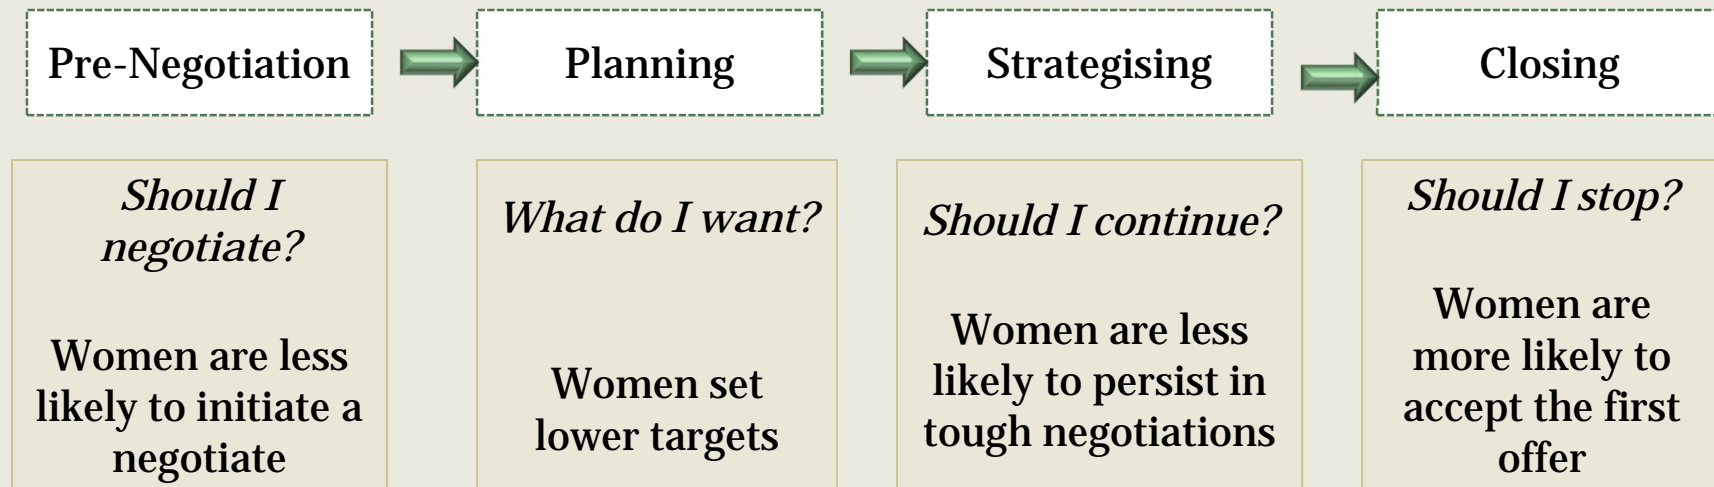 Pre-Negotiation
Planning
Strategising
Closing
Should I
negotiate?
Women are less
likely to initiate a
negotiate
What do I want?
Women set
lower targets
Should I continue?
Women are less
likely to persist in
tough negotiations
Should I stop?
Women are
more likely to
accept the first
offer